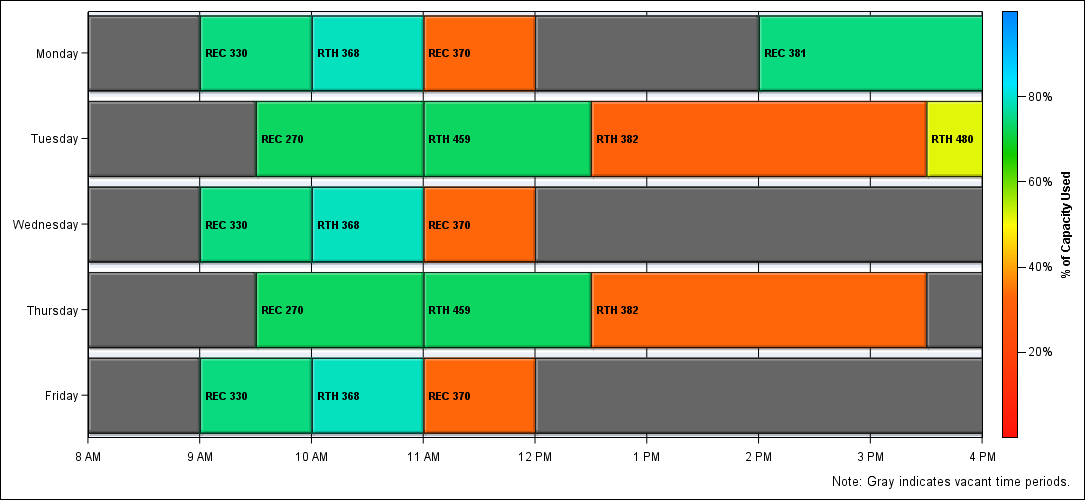 Monday
REC 330
RTH 368
REC 370
REC 381
Tuesday
REC 270
RTH 459
RTH 382
RTH 480
Wednesday
REC 330
RTH 368
REC 370
Thursday
REC 270
RTH 459
RTH 382
Friday
REC 330
RTH 368
REC 370
8 AM
9 AM
10 AM
11 AM
12 PM
1 PM
2 PM
3 PM
4 PM
80%
60%
40%
20%
% of Capacity Used
Note: Gray indicates vacant time periods.